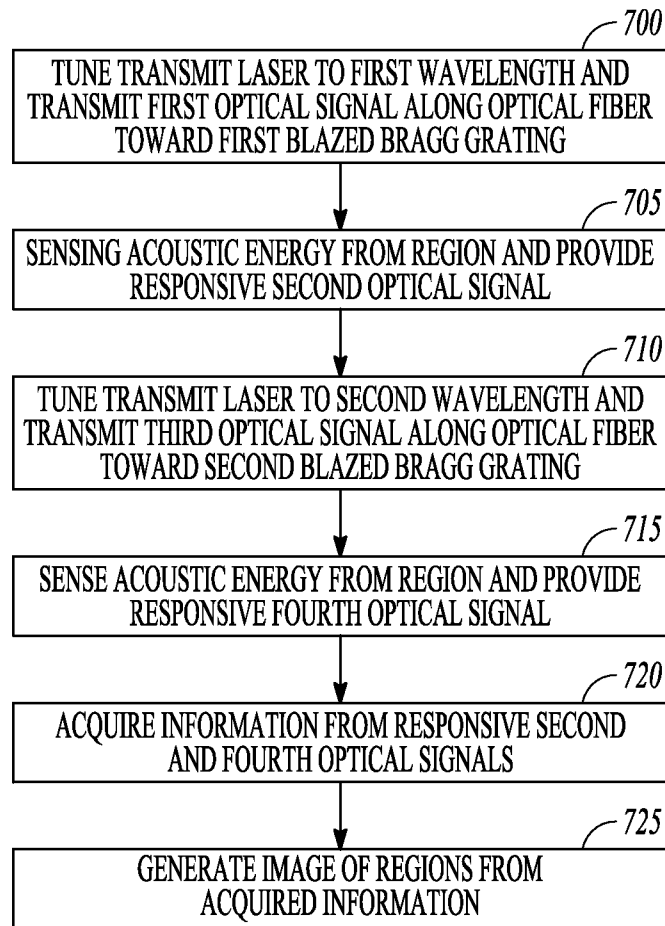 700
TUNE TRANSMIT LASER TO FIRST WAVELENGTH AND
TRANSMIT FIRST OPTICAL SIGNAL ALONG OPTICAL FIBER
TOWARD FIRST BLAZED BRAGG GRATING
705
SENSING ACOUSTIC ENERGY FROM REGION AND PROVIDE
RESPONSIVE SECOND OPTICAL SIGNAL
710
TUNE TRANSMIT LASER TO SECOND WAVELENGTH AND
TRANSMIT THIRD OPTICAL SIGNAL ALONG OPTICAL FIBER
TOWARD SECOND BLAZED BRAGG GRATING
715
SENSE ACOUSTIC ENERGY FROM REGION AND PROVIDE
RESPONSIVE FOURTH OPTICAL SIGNAL
720
ACQUIRE INFORMATION FROM RESPONSIVE SECOND
AND FOURTH OPTICAL SIGNALS
725
GENERATE IMAGE OF REGIONS FROM
ACQUIRED INFORMATION